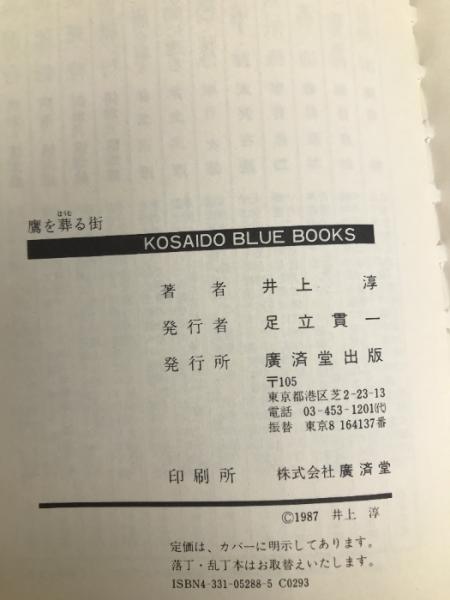 鷹を葬る街
ほうむ
KOSAIDO BLUE BOOKS
著者 井上 淳
発行者 足立貫一
発行所 廣済堂出版
〒105
東京都港区芝2-23-13
電話 03-453-1201(代)
振替 東京8 164137番
印刷所 株式会社廣済堂
©1987 井上 淳
定価は、カバーに明示してあります。
落丁・乱丁本はお取替えいたします。
ISBN4-331-05288-5 C0293